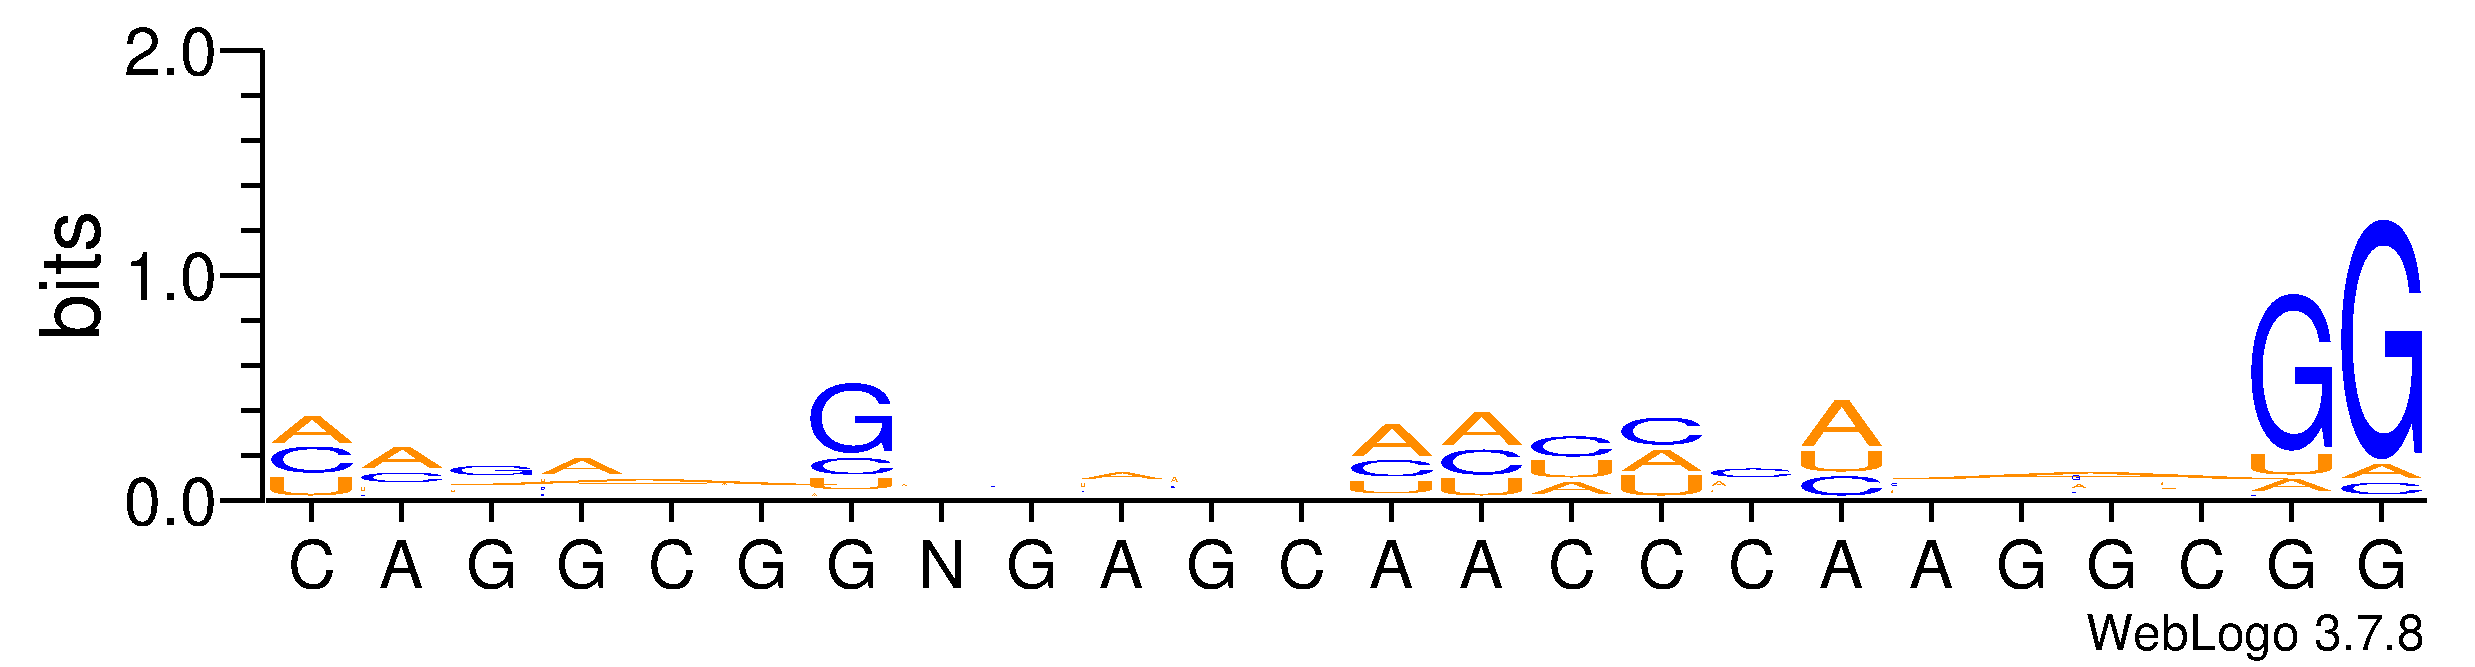 2.0
1.0
0.0
bits
A A G A G A A C C C A G G
C C C C C U A U U A
U U U U A U C A C
C A G G C G G N G A G C A A C C C A A G G C G G
WebLogo 3.7.8